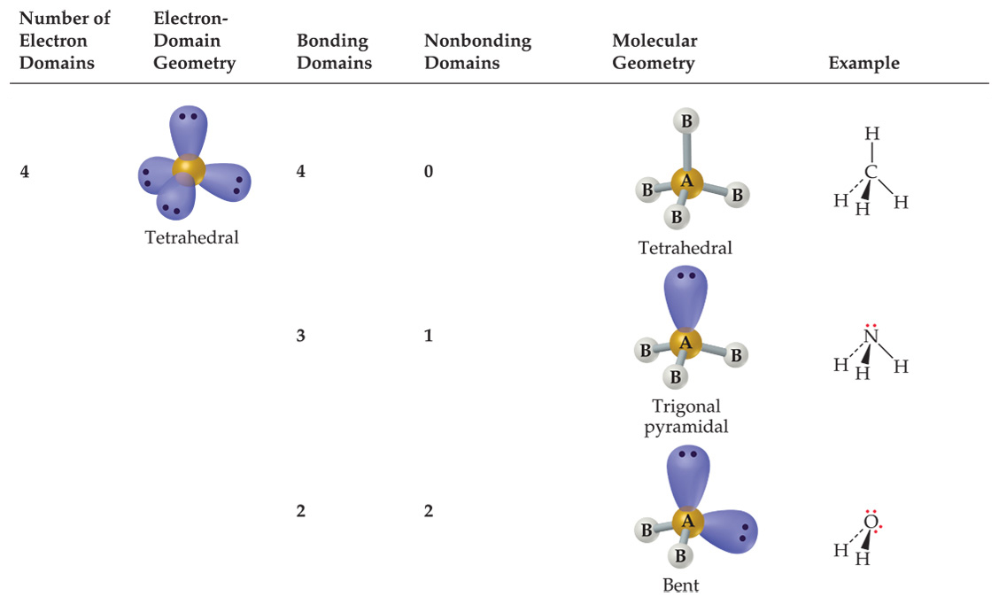 Number of Electron Domains
Electron-Domain Geometry
Bonding Domains
Nonbonding Domains
Molecular Geometry
Example
4
Tetrahedral
4
0
B
A
B
B
B
Tetrahedral
H
C
H
H
H
3
1
A
B
B
B
Trigonal
pyramidal
N
H
H
H
2
2
A
B
B
Bent
O
H
H